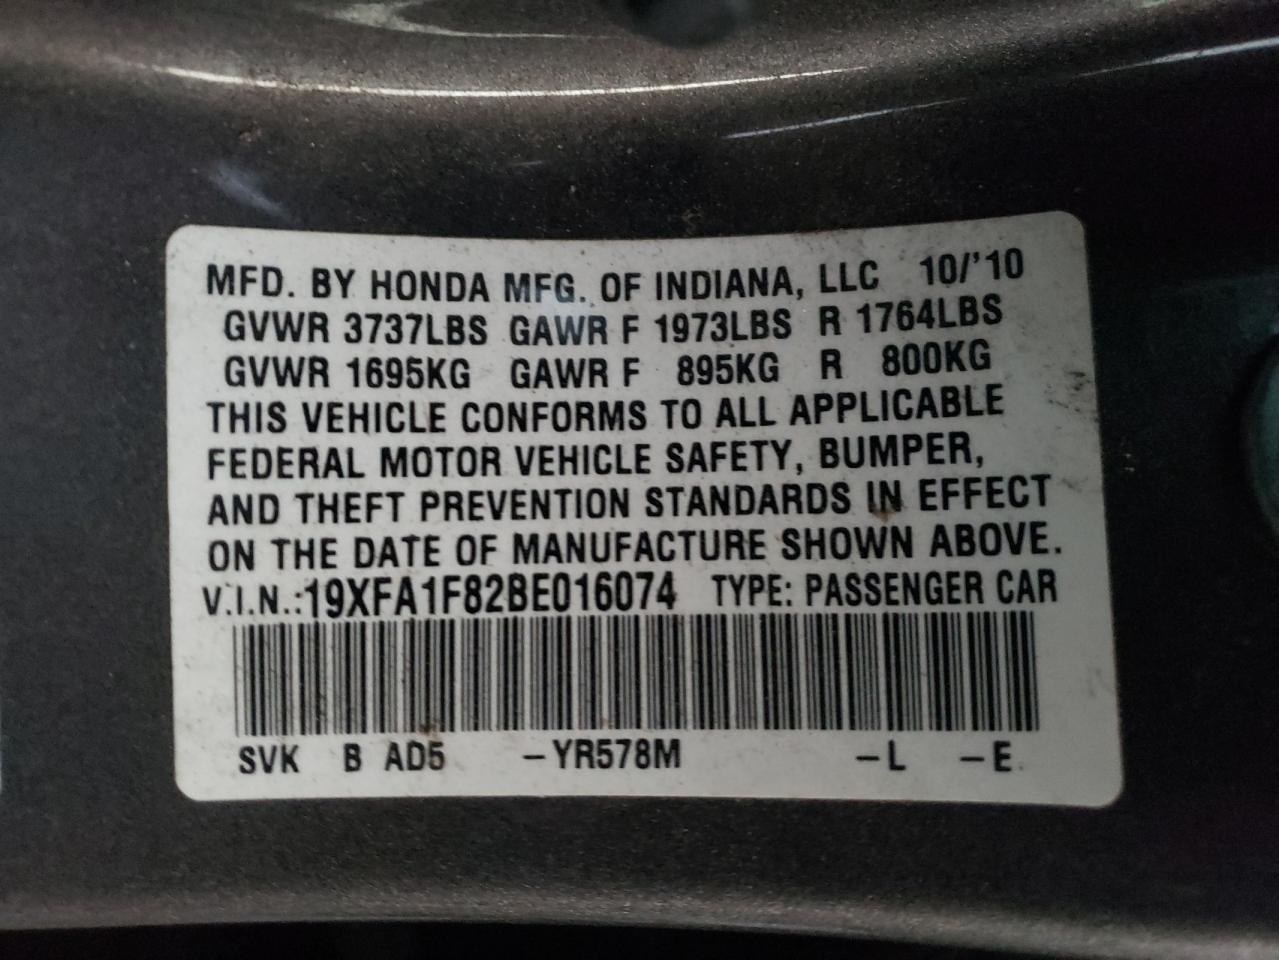 MFD. BY HONDA MFG. OF INDIANA, LLC 10/'10
GVWR 3737LBS GAWR F 1973LBS R 1764LBS
GVWR 1695KG GAWR F 895KG R 800KG
THIS VEHICLE CONFORMS TO ALL APPLICABLE
FEDERAL MOTOR VEHICLE SAFETY, BUMPER,
AND THEFT PREVENTION STANDARDS IN EFFECT
ON THE DATE OF MANUFACTURE SHOWN ABOVE.
V.I.N.:19XFA1F82BE016074 TYPE: PASSENGER CAR
SVK B AD5 –YR578M –L –E